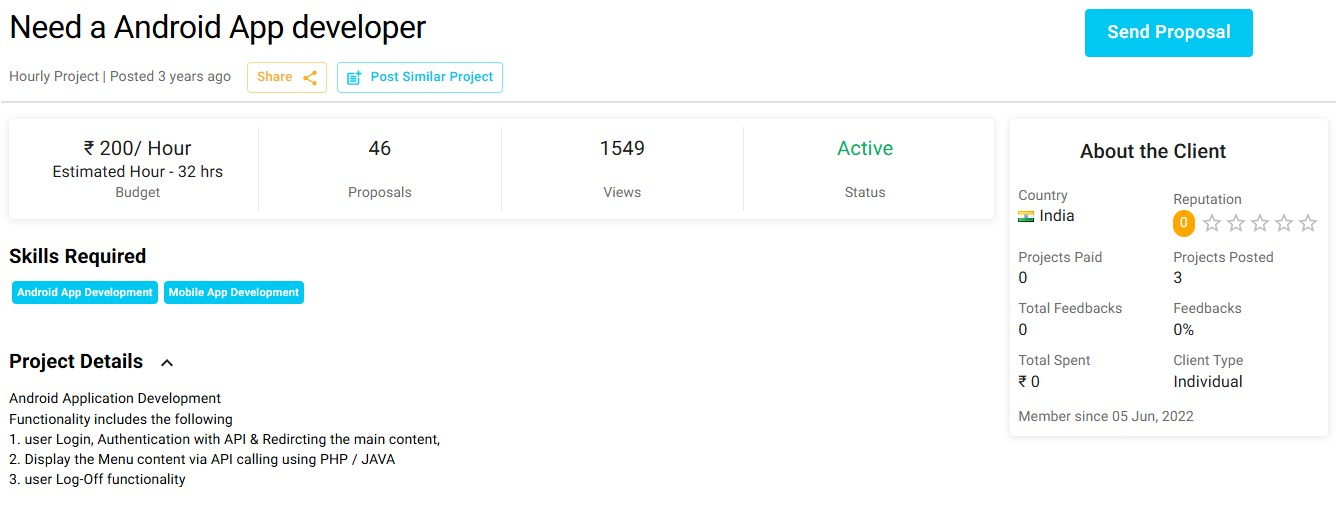 Need a Android App developer
Send Proposal
Hourly Project | Posted 3 years ago
Share
Post Similar Project
₹ 200/ Hour
Estimated Hour - 32 hrs
Budget
46
Proposals
1549
Views
Active
Status
About the Client
Country
India
Reputation
0
Projects Paid
0
Projects Posted
3
Total Feedbacks
0
Feedbacks
0%
Total Spent
₹ 0
Client Type
Individual
Member since 05 Jun, 2022
Skills Required
Android App Development
Mobile App Development
Project Details
Android Application Development
Functionality includes the following
1. user Login, Authentication with API & Redircting the main content,
2. Display the Menu content via API calling using PHP / JAVA
3. user Log-Off functionality